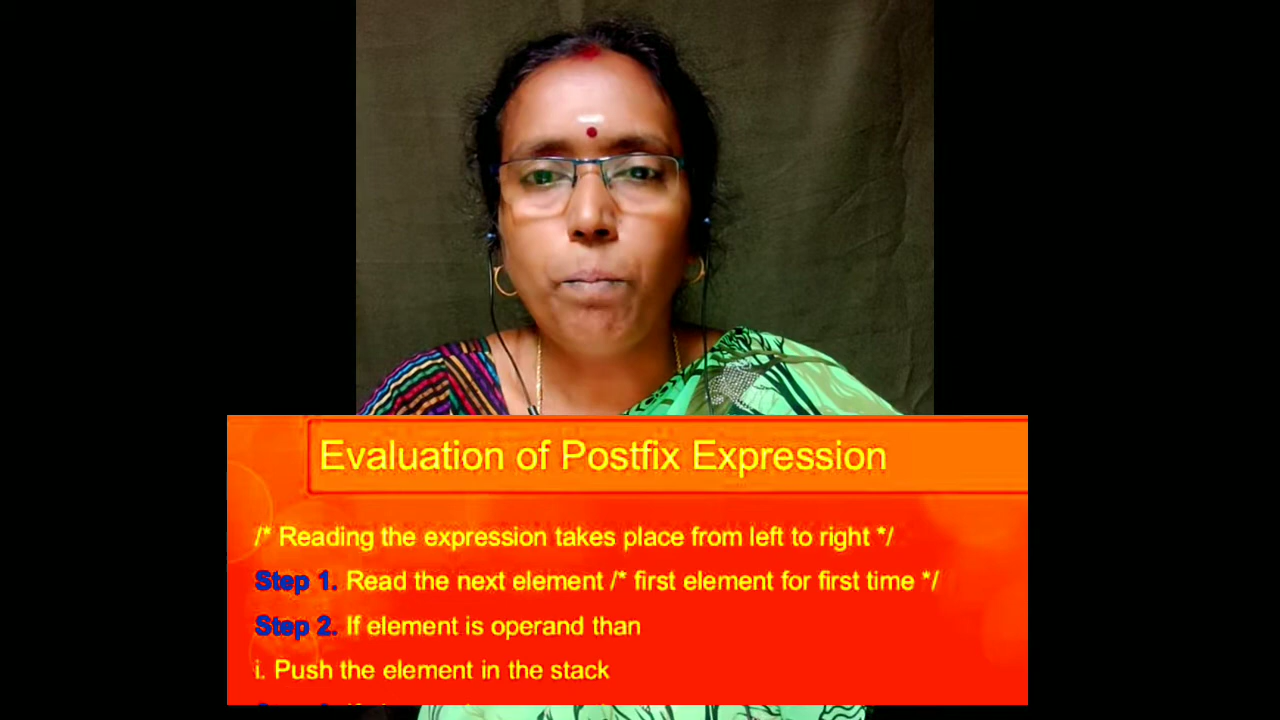 Evaluation of Postfix Expression
/* Reading the expression takes place from left to right */
Step 1. Read the next element /* first element for first time */
Step 2. If element is operand than
i. Push the element in the stack